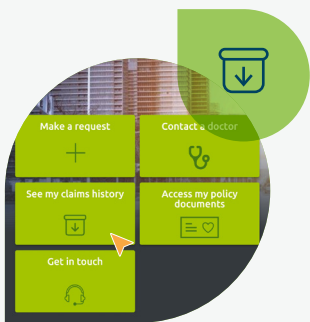 Make a request
Contact a doctor
See my claims history
Access my policy
documents
Get in touch